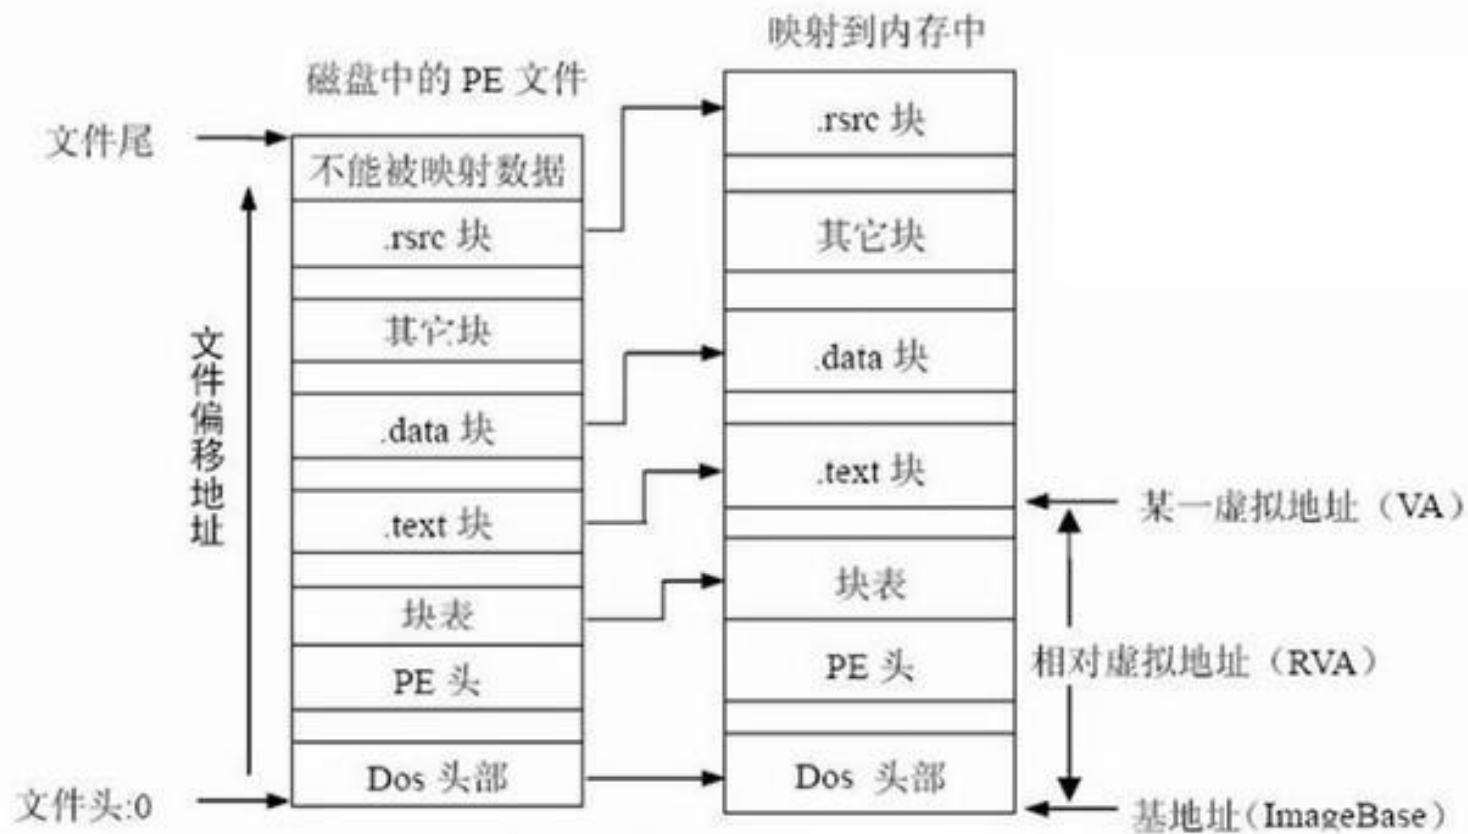 映射到内存中
磁盘中的 PE 文件
文件尾
不能被映射数据
.rsrc 块
其它块
.data 块
.text 块
块表
PE 头
Dos 头部
文件偏移地址
文件头:0
.rsrc 块
其它块
.data 块
.text 块
块表
PE 头
Dos 头部
某一虚拟地址（VA）
相对虚拟地址（RVA）
基地址（ImageBase）